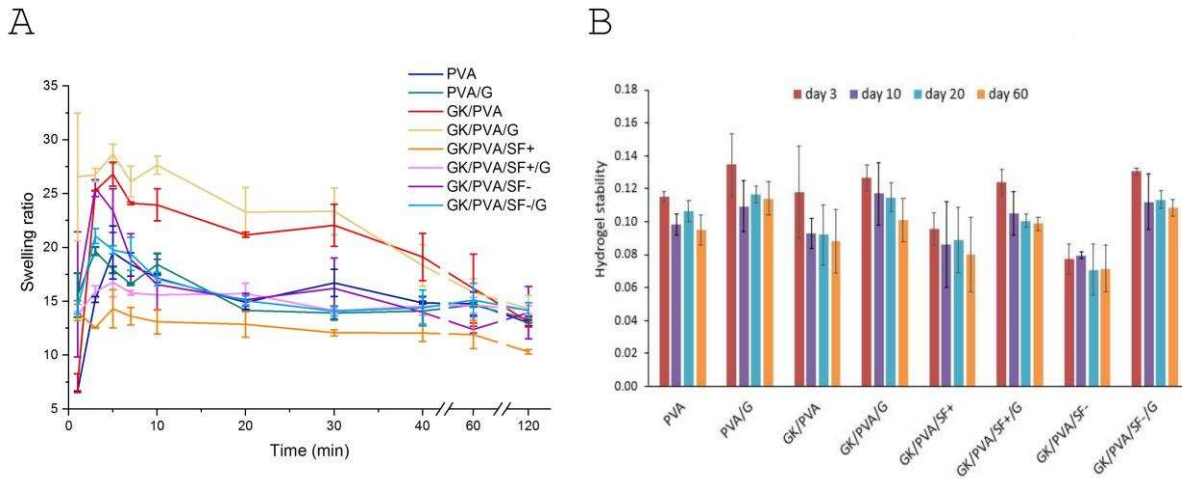 A
Swelling ratio
35
30
25
20
15
10
5
0
10
20
30
40
60
120
Time (min)
PVA
PVA/G
GK/PVA
GK/PVA/G
GK/PVA/SF+
GK/PVA/SF+/G
GK/PVA/SF-
GK/PVA/SF-/G
B
Hydrogel stability
0.18
0.16
0.14
0.12
0.10
0.08
0.06
0.04
0.02
0.00
day 3 day 10 day 20 day 60
PVA
PVA/G
GK/PVA
GK/PVA/G
GK/PVA/SF+
GK/PVA/SF+/G
GK/PVA/SF-
GK/PVA/SF-/G